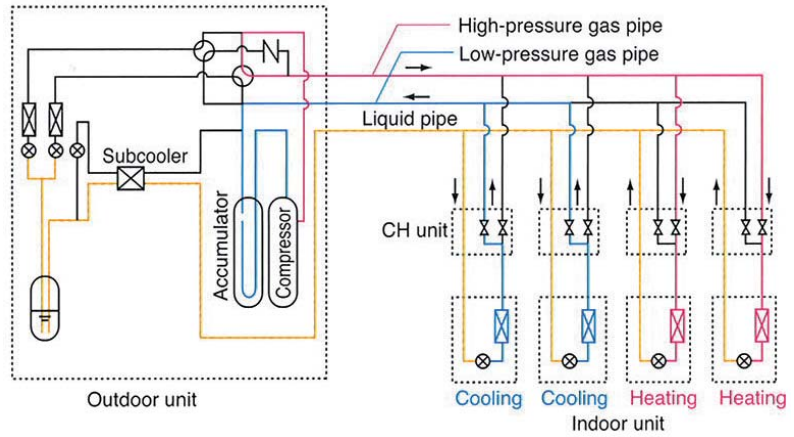 High-pressure gas pipe
Low-pressure gas pipe
Liquid pipe
Subcooler
Accumulator
Compressor
CH unit
Cooling
Cooling
Heating
Heating
Outdoor unit
Indoor unit